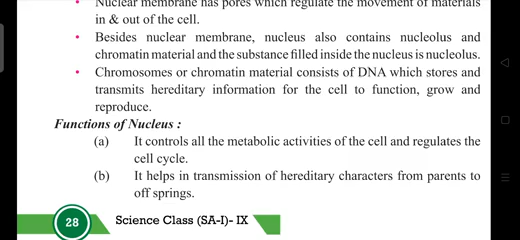 • Nuclear membrane has pores which regulate the movement of materials
in & out of the cell.
• Besides nuclear membrane, nucleus also contains nucleolus and
chromatin material and the substance filled inside the nucleus is nucleolus.
• Chromosomes or chromatin material consists of DNA which stores and
transmits hereditary information for the cell to function, grow and
reproduce.
Functions of Nucleus :
(a) It controls all the metabolic activities of the cell and regulates the
cell cycle.
(b) It helps in transmission of hereditary characters from parents to
off springs.
28 Science Class (SA-I)- IX